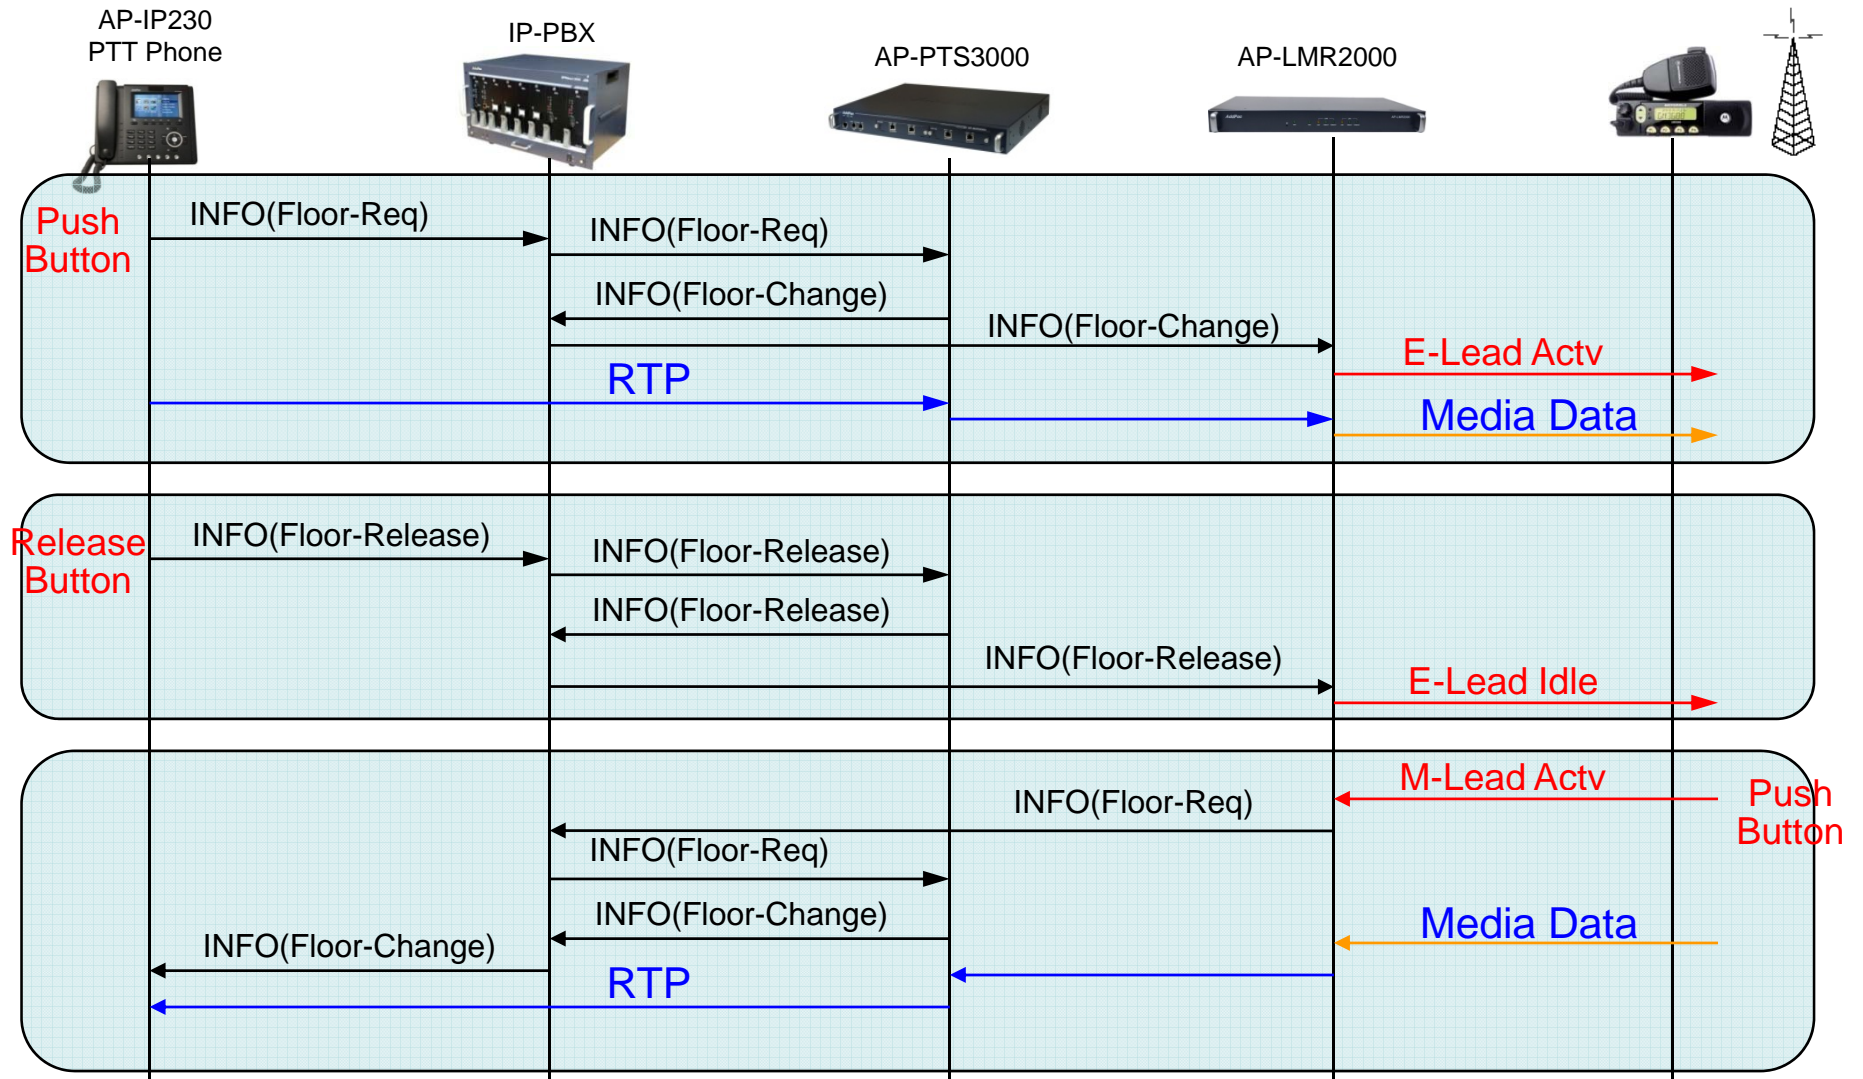 AP-IP230
PTT Phone
IP-PBX
AP-PTS3000
AP-LMR2000
Push
Button
INFO(Floor-Req)
INFO(Floor-Req)
INFO(Floor-Change)
INFO(Floor-Change)
E-Lead Actv
RTP
Media Data
Release
Button
INFO(Floor-Release)
INFO(Floor-Release)
INFO(Floor-Release)
INFO(Floor-Release)
E-Lead Idle
M-Lead Actv
Push
Button
INFO(Floor-Req)
INFO(Floor-Req)
INFO(Floor-Change)
Media Data
INFO(Floor-Change)
RTP